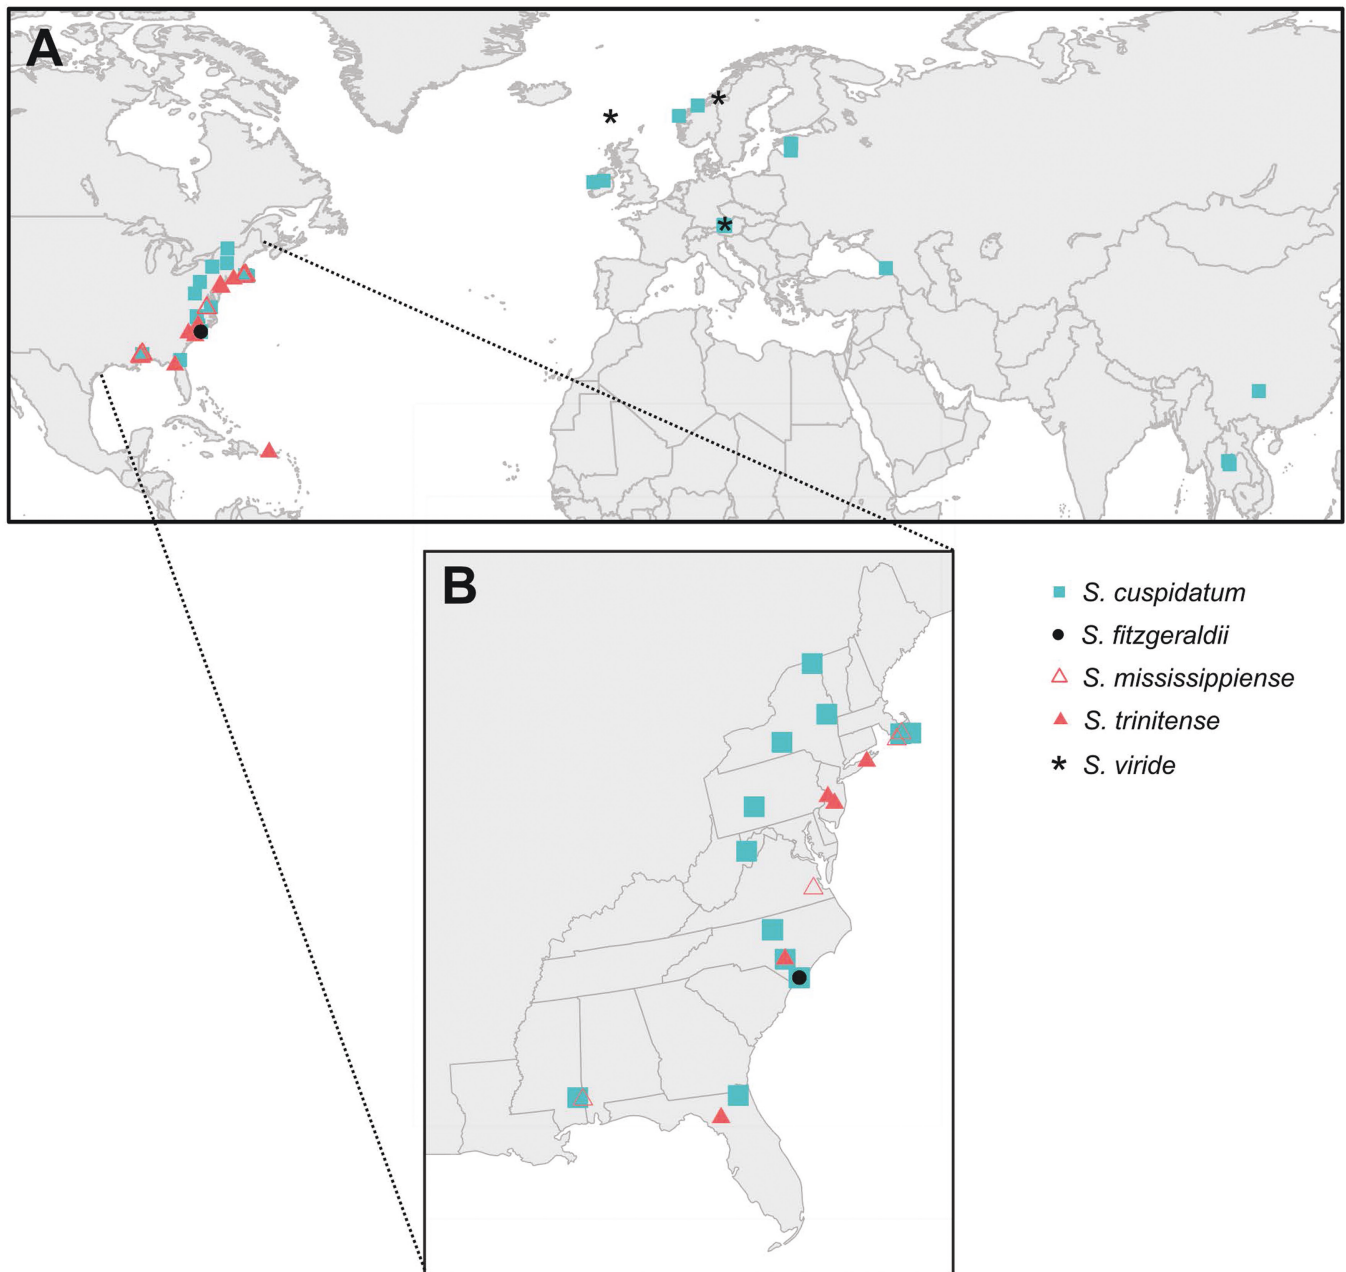 A
B
S. cuspidatum
S. fitzgeraldii
S. mississippiense
S. trinitense
S. viride